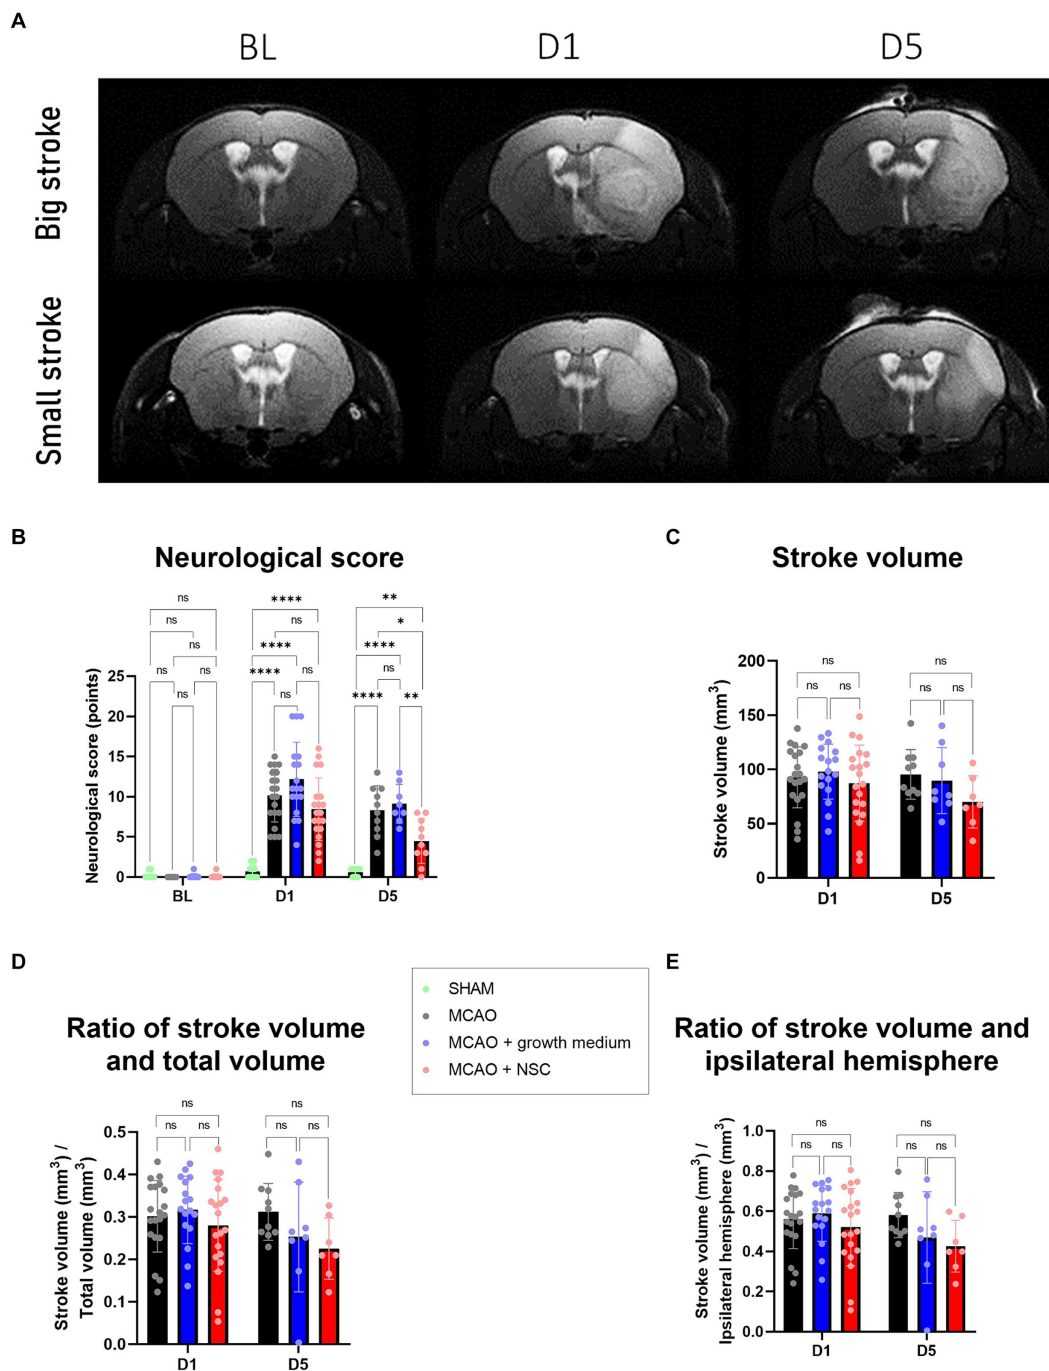 A
BL
D1
D5
Big stroke
Small stroke
B
Neurological score
ns
ns
ns
ns
ns
ns
****
ns
****
****
ns
ns
**
*
****
ns
****
**
Neurological score (points)
25
20
15
10
5
0
BL
D1
D5
C
Stroke volume
ns
ns
ns
ns
ns
ns
Stroke volume (mm³)
200
150
100
50
0
D1
D5
D
Ratio of stroke volume
and total volume
ns
ns
ns
ns
ns
ns
Stroke volume (mm³) /
Total volume (mm³)
0.5
0.4
0.3
0.2
0.1
0.0
D1
D5
SHAM
MCAO
MCAO + growth medium
MCAO + NSC
E
Ratio of stroke volume and
ipsilateral hemisphere
ns
ns
ns
ns
ns
ns
Stroke volume (mm³) /
Ipsilateral hemisphere (mm³)
1.0
0.8
0.6
0.4
0.2
0.0
D1
D5